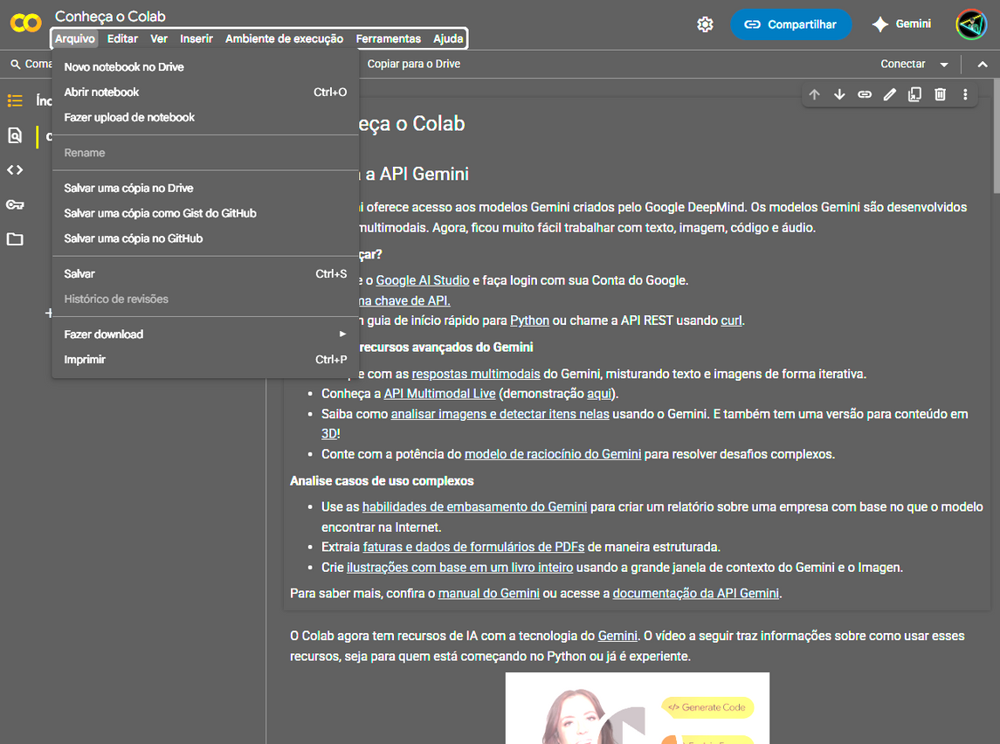 Conheça o Colab
Arquivo Editar Ver Inserir Ambiente de execução Ferramentas Ajuda
Compartilhar
Gemini
Coma
Copiar para o Drive
Conectar
Novo notebook no Drive
Abrir notebook Ctrl+O
Fazer upload de notebook
Rename
Salvar uma cópia no Drive
Salvar uma cópia como Gist do GitHub
Salvar uma cópia no GitHub
Salvar Ctrl+S
Histórico de revisões
Fazer download
Imprimir Ctrl+P
Índ
eça o Colab
a API Gemini
i oferece acesso aos modelos Gemini criados pelo Google DeepMind. Os modelos Gemini são desenvolvidos
multimodais. Agora, ficou muito fácil trabalhar com texto, imagem, código e áudio.
çar?
e o Google AI Studio e faça login com sua Conta do Google.
na chave de API.
guia de início rápido para Python ou chame a API REST usando curl.
recursos avançados do Gemini
e com as respostas multimodais do Gemini, misturando texto e imagens de forma iterativa.
• Conheça a API Multimodal Live (demonstração aqui).
• Saiba como analisar imagens e detectar itens nelas usando o Gemini. E também tem uma versão para conteúdo em
3D!
• Conte com a potência do modelo de raciocínio do Gemini para resolver desafios complexos.
Analise casos de uso complexos
• Use as habilidades de embasamento do Gemini para criar um relatório sobre uma empresa com base no que o modelo
encontrar na Internet.
• Extraia faturas e dados de formulários de PDFs de maneira estruturada.
• Crie ilustrações com base em um livro inteiro usando a grande janela de contexto do Gemini e o Imagen.
Para saber mais, confira o manual do Gemini ou acesse a documentação da API Gemini.
O Colab agora tem recursos de IA com a tecnologia do Gemini. O vídeo a seguir traz informações sobre como usar esses
recursos, seja para quem está começando no Python ou já é experiente.
</> Generate Code